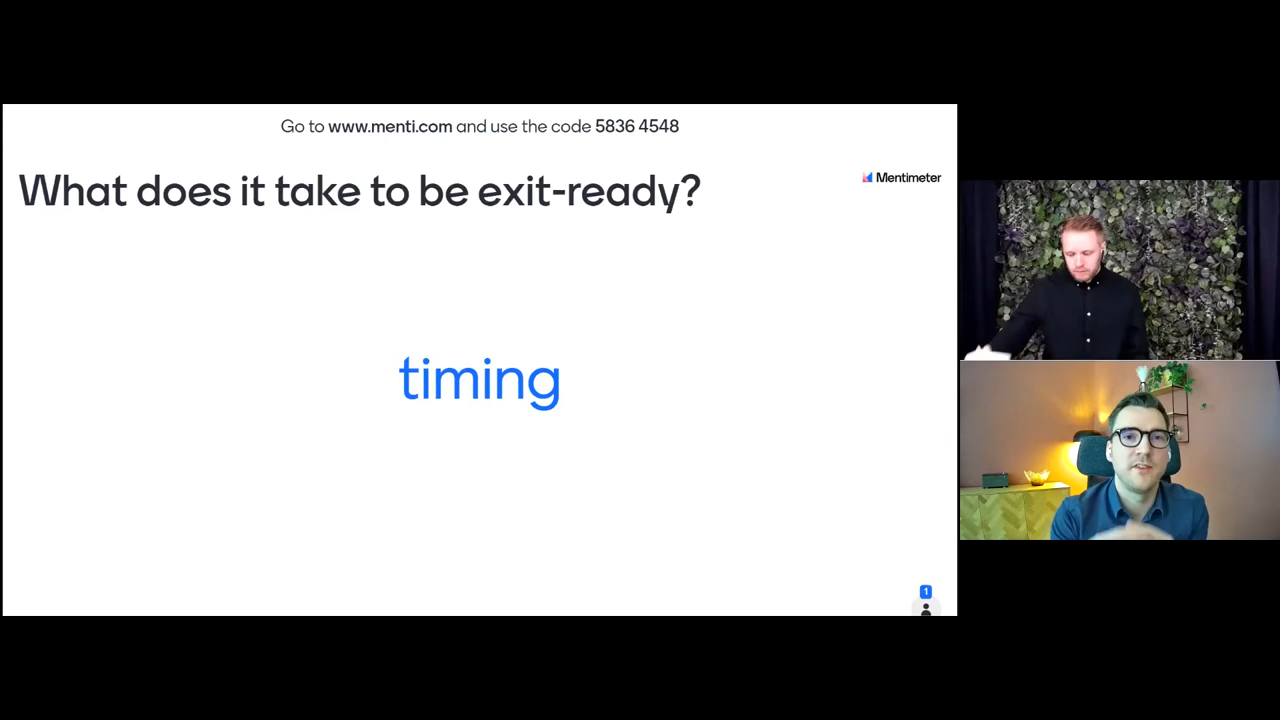 Go to www.menti.com and use the code 5836 4548
What does it take to be exit-ready?
Mentimeter
timing
1